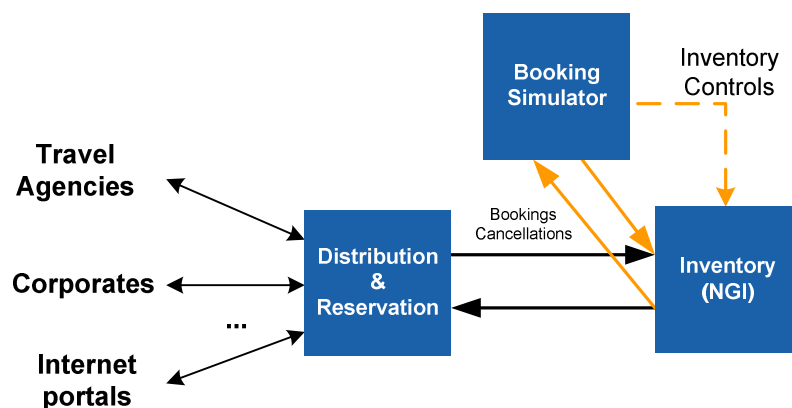 Booking
Simulator
Inventory
Controls
Travel
Agencies
Bookings
Cancellations
Distribution
&
Reservation
Inventory
(NGI)
Corporates
...
Internet
portals